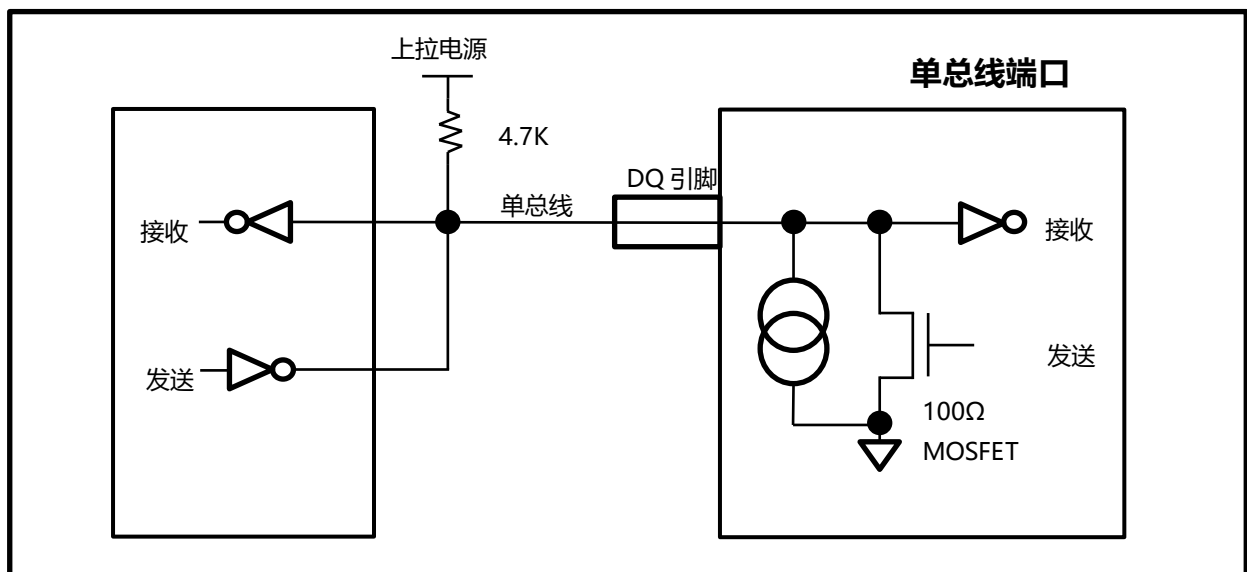 上拉电源
单总线端口
4.7K
DQ 引脚
单总线
接收
接收
发送
发送
100Ω
MOSFET